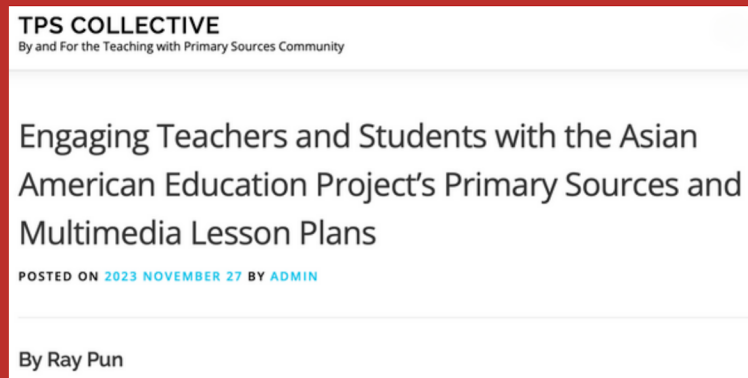 TPS COLLECTIVE
By and For the Teaching with Primary Sources Community
Engaging Teachers and Students with the Asian
American Education Project’s Primary Sources and
Multimedia Lesson Plans
POSTED ON 2023 NOVEMBER 27 BY ADMIN
By Ray Pun